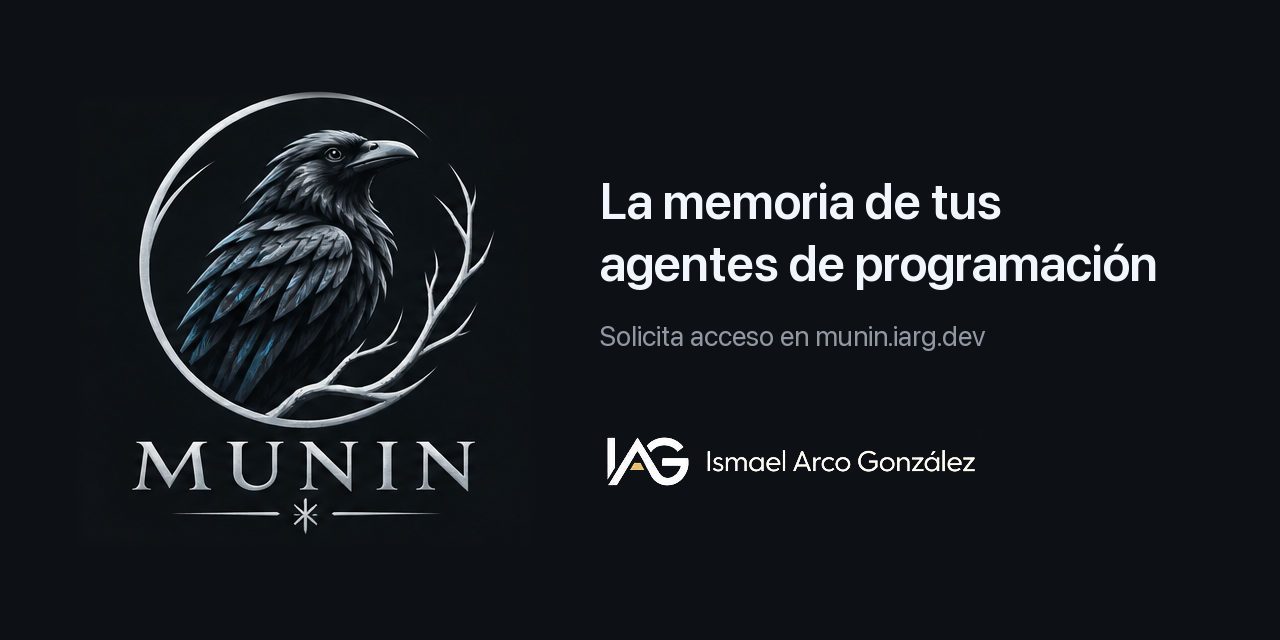 MUNIN
La memoria de tus
agentes de programación
Solicita acceso en munin.iarg.dev
IAG Ismael Arco González